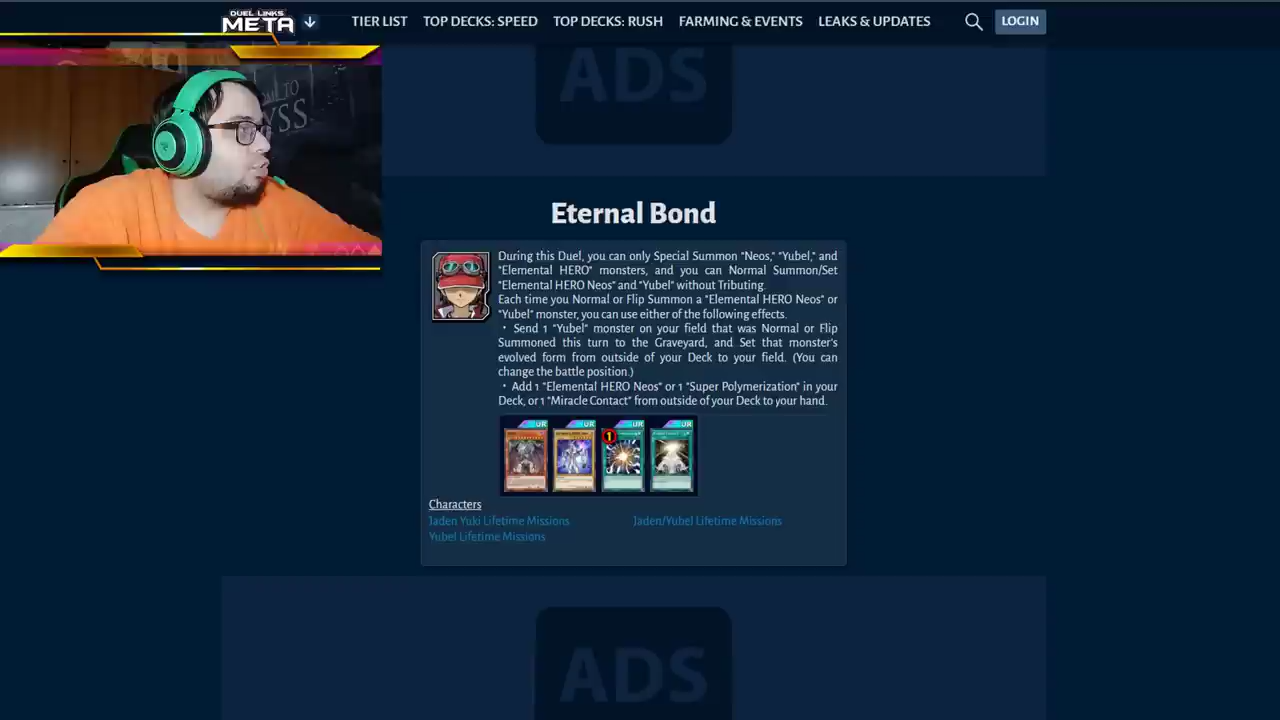 DUEL LINKS
META
TIER LIST
TOP DECKS: SPEED
TOP DECKS: RUSH
FARMING & EVENTS
LEAKS & UPDATES
LOGIN
ADS
Eternal Bond
During this Duel, you can only Special Summon "Neos," "Yubel," and
"Elemental HERO" monsters, and you can Normal Summon/Set
"Elemental HERO Neos" and "Yubel" without Tributing.
Each time you Normal or Flip Summon a "Elemental HERO Neos" or
"Yubel" monster, you can use either of the following effects.
・ Send 1 "Yubel" monster on your field that was Normal or Flip
Summoned this turn to the Graveyard, and Set that monster's
evolved form from outside of your Deck to your field. (You can
change the battle position.)
・ Add 1 "Elemental HERO Neos" or 1 "Super Polymerization" in your
Deck, or 1 "Miracle Contact" from outside of your Deck to your hand.
UR UR UR UR
1
Characters
Jaden Yuki Lifetime Missions
Jaden/Yubel Lifetime Missions
Yubel Lifetime Missions
ADS